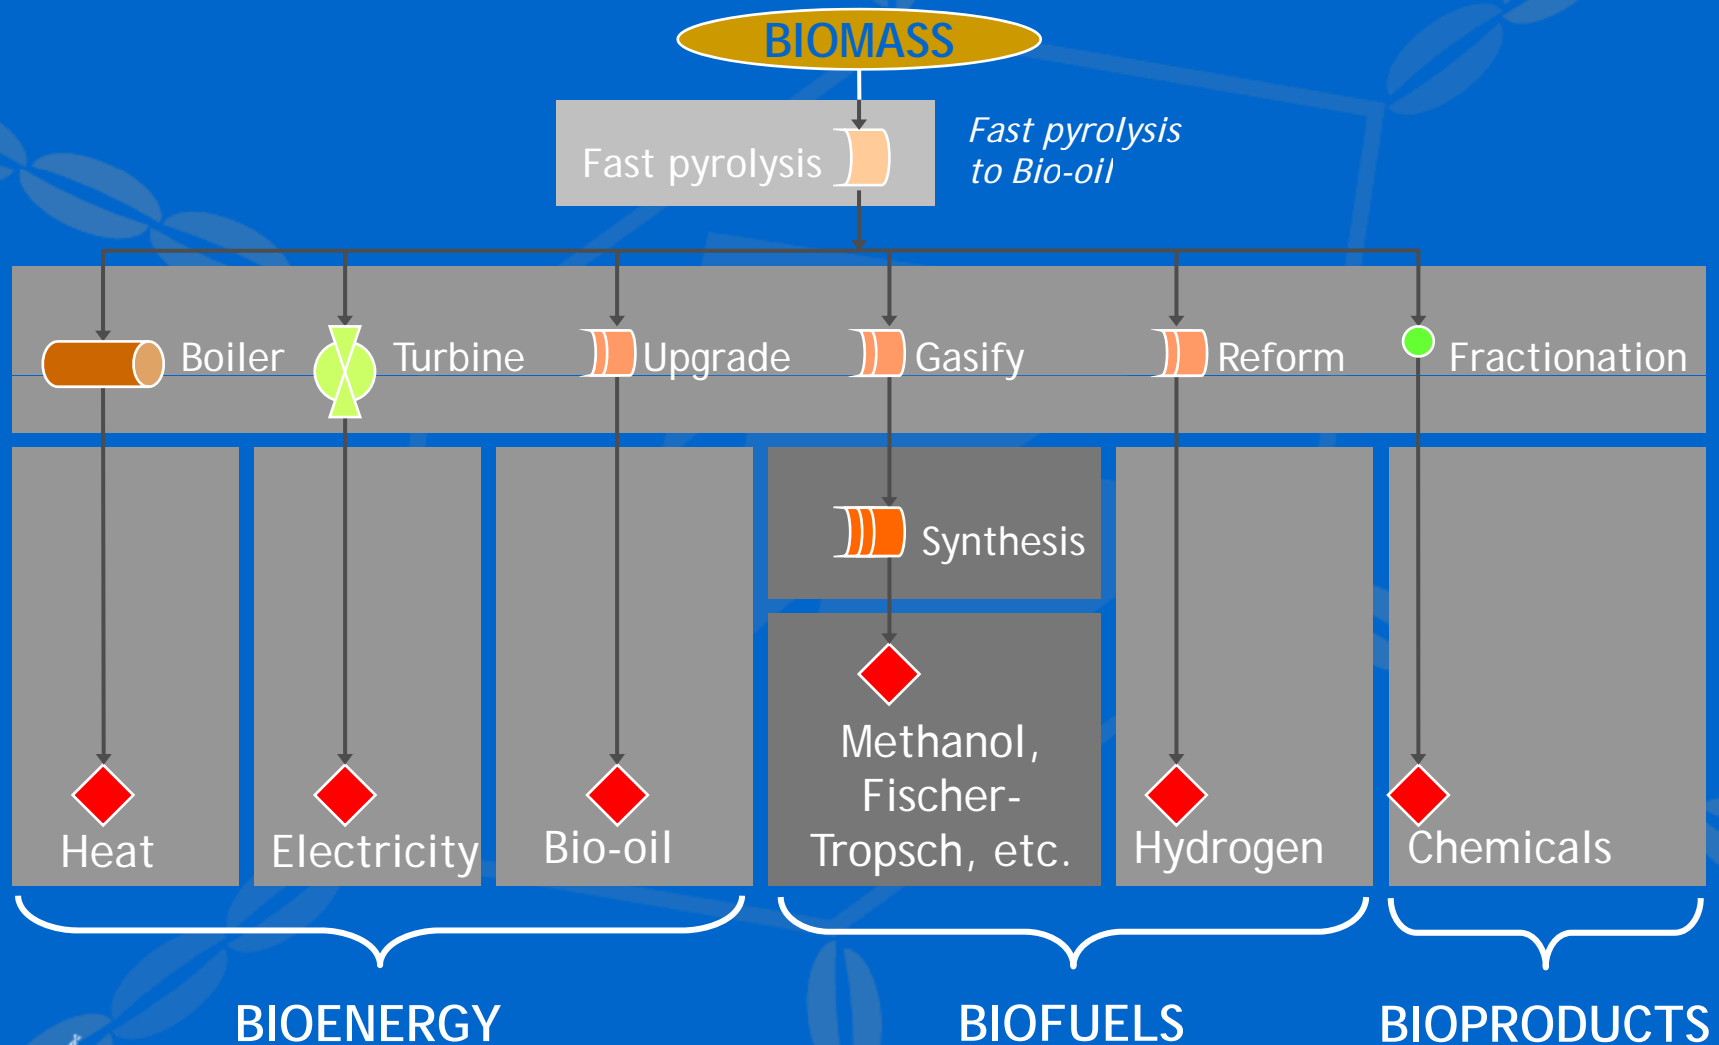 BIOMASS
Fast pyrolysis
Fast pyrolysis
to Bio-oil
Boiler
Turbine
Upgrade
Gasify
Reform
Fractionation
Synthesis
Methanol,
Fischer-
Tropsch, etc.
Heat
Electricity
Bio-oil
Hydrogen
Chemicals
BIOENERGY
BIOFUELS
BIOPRODUCTS